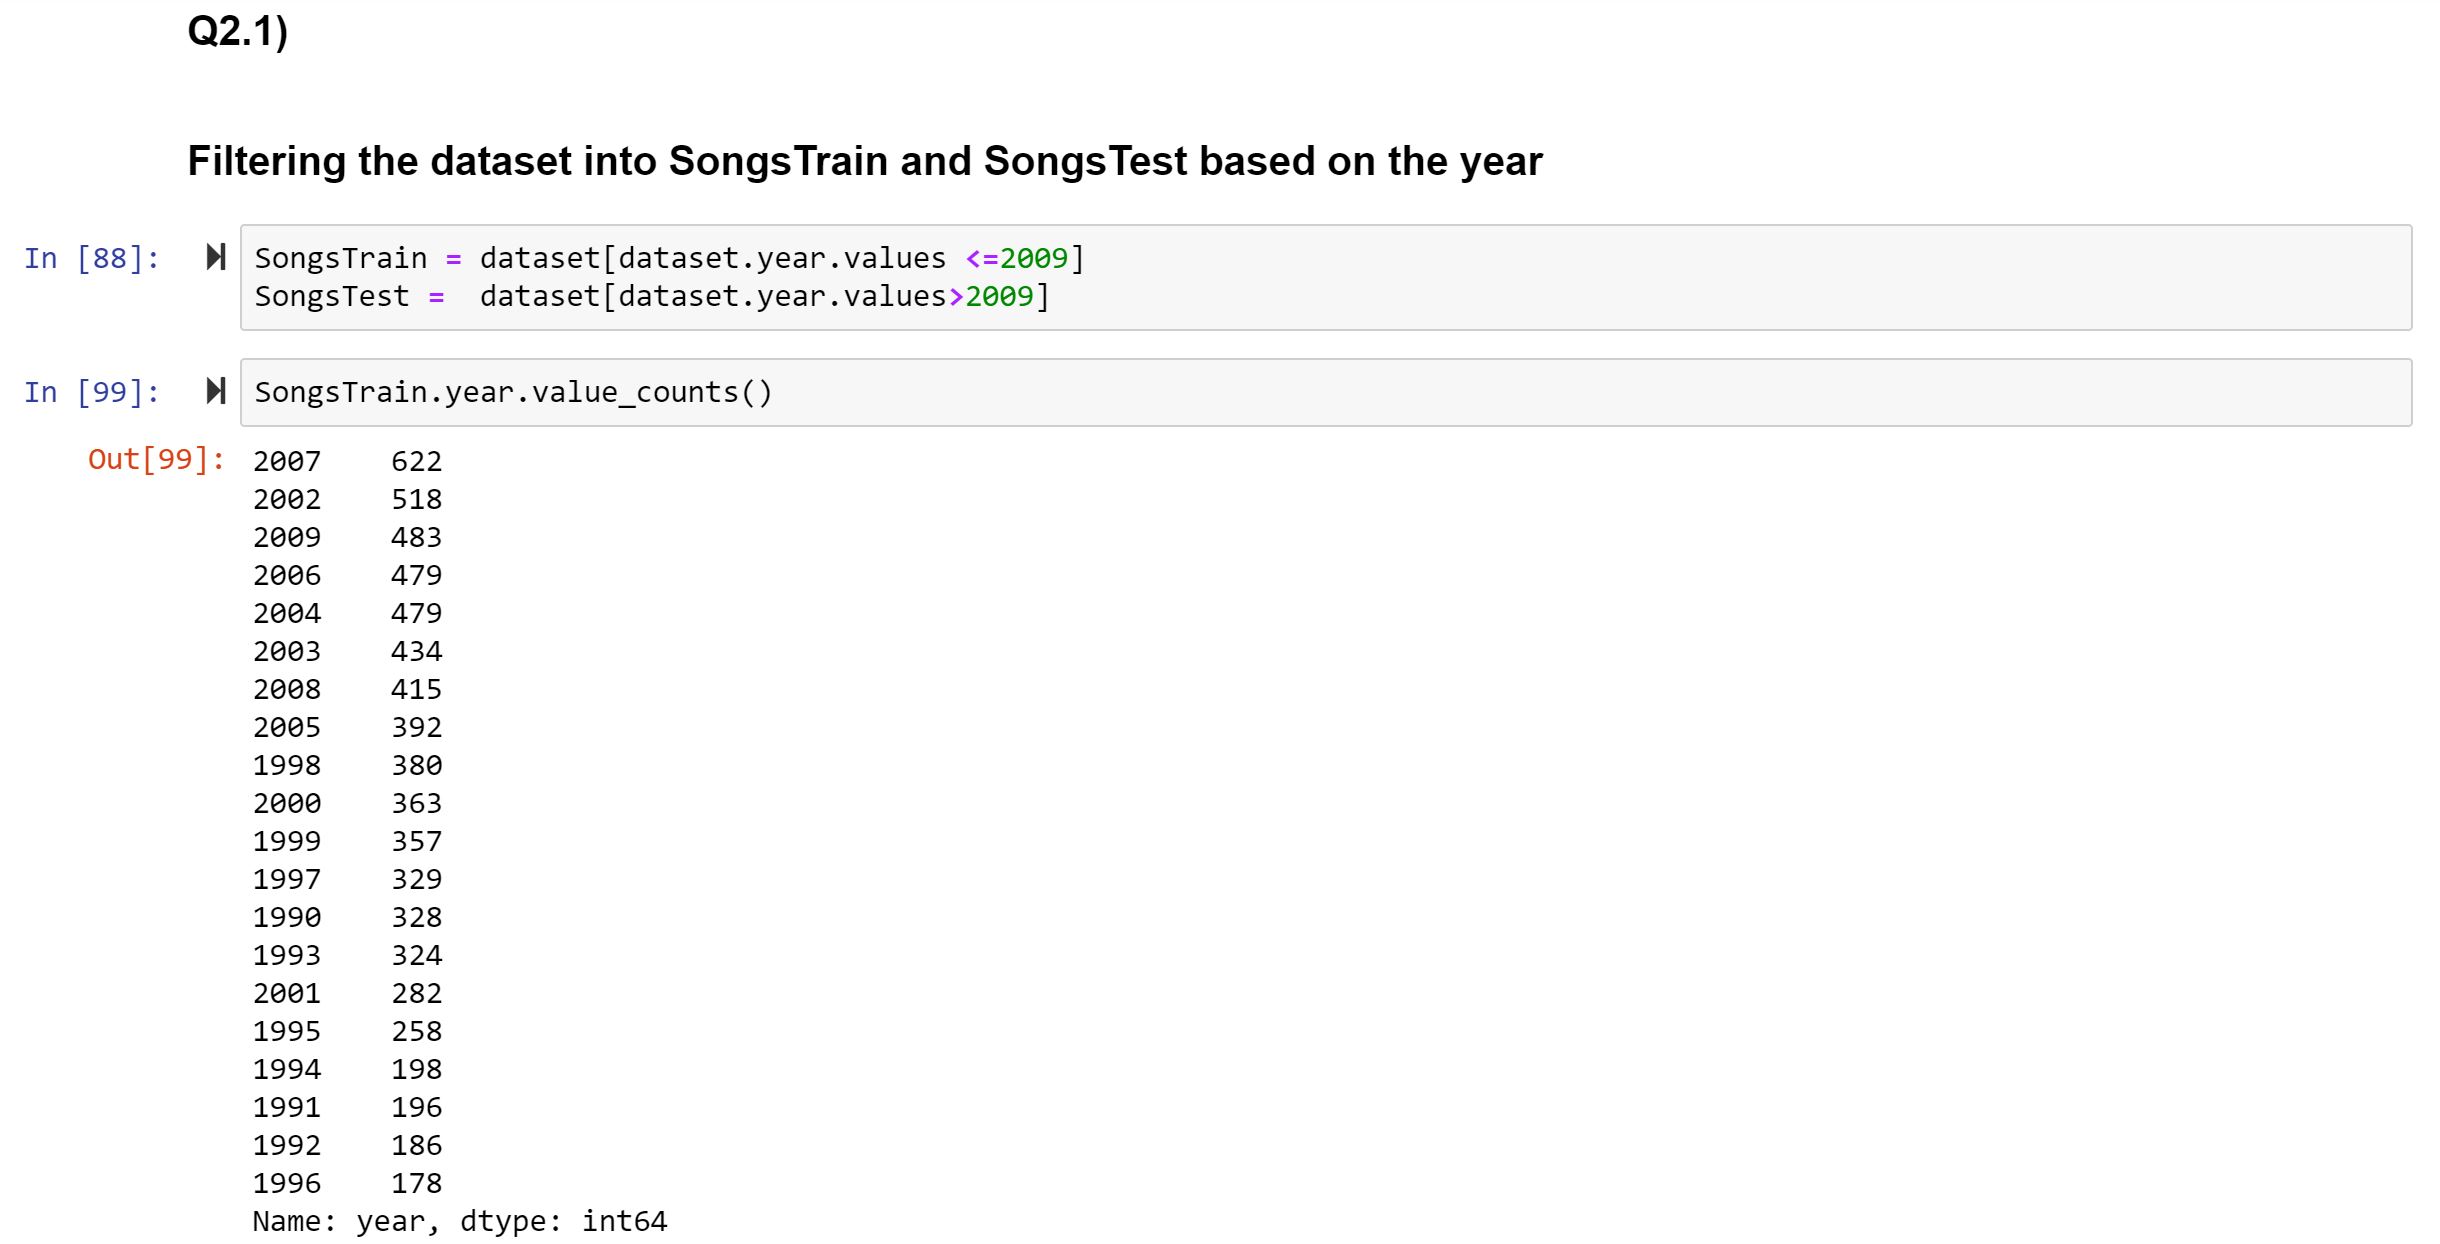 Q2.1)
Filtering the dataset into SongsTrain and SongsTest based on the year
In [88]: SongsTrain = dataset[dataset.year.values <=2009]
SongsTest =  dataset[dataset.year.values>2009]
In [99]: SongsTrain.year.value_counts()
Out[99]: 2007    622
2002    518
2009    483
2006    479
2004    479
2003    434
2008    415
2005    392
1998    380
2000    363
1999    357
1997    329
1990    328
1993    324
2001    282
1995    258
1994    198
1991    196
1992    186
1996    178
Name: year, dtype: int64